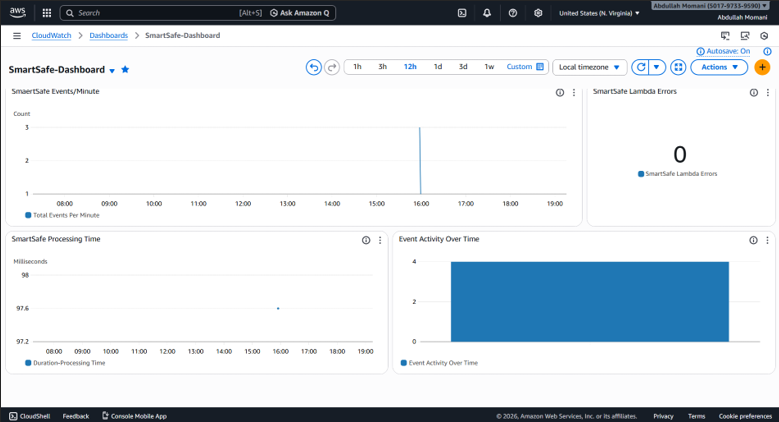 aws Search [Alt+S] Ask Amazon Q United States (N. Virginia) Abdullah Momani (5017-9733-9590)
Abdullah Momani
CloudWatch Dashboards SmartSafe-Dashboard
Autosave: On
SmartSafe-Dashboard 1h 3h 12h 1d 3d 1w Custom Local timezone Actions
SmaertSafe Events/Minute
Count
3
2
1
08:00 09:00 10:00 11:00 12:00 13:00 14:00 15:00 16:00 17:00 18:00 19:00
Total Events Per Minute
SmartSafe Lambda Errors
0
SmartSafe Lambda Errors
SmartSafe Processing Time
Milliseconds
98
97.6
97.2
08:00 09:00 10:00 11:00 12:00 13:00 14:00 15:00 16:00 17:00 18:00 19:00
Duration-Processing Time
Event Activity Over Time
4
2
0
Event Activity Over Time
CloudShell Feedback Console Mobile App © 2026, Amazon Web Services, Inc. or its affiliates. Privacy Terms Cookie preferences